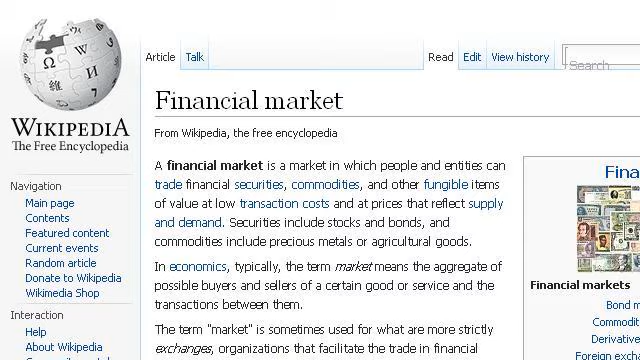 Article Talk Read Edit View history Search
WIKIPEDIA
The Free Encyclopedia
Navigation
Main page
Contents
Featured content
Current events
Random article
Donate to Wikipedia
Wikimedia Shop
Interaction
Help
About Wikipedia
Financial market
From Wikipedia, the free encyclopedia
A financial market is a market in which people and entities can
trade financial securities, commodities, and other fungible items
of value at low transaction costs and at prices that reflect supply
and demand. Securities include stocks and bonds, and
commodities include precious metals or agricultural goods.
In economics, typically, the term market means the aggregate of
possible buyers and sellers of a certain good or service and the
transactions between them.
The term "market" is sometimes used for what are more strictly
exchanges, organizations that facilitate the trade in financial
Fina
Financial markets
Bond m
Commodit
Derivative
Foreign exch